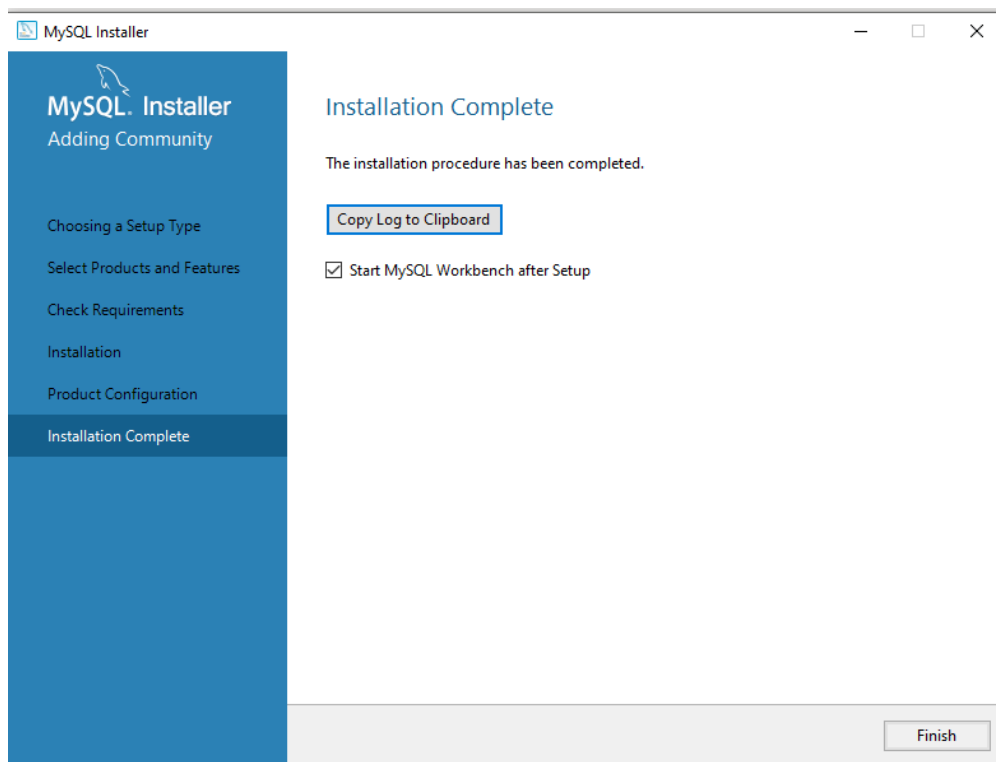 MySQL Installer
MySQL. Installer
Adding Community
Choosing a Setup Type
Select Products and Features
Check Requirements
Installation
Product Configuration
Installation Complete
Installation Complete
The installation procedure has been completed.
Copy Log to Clipboard
Start MySQL Workbench after Setup
Finish